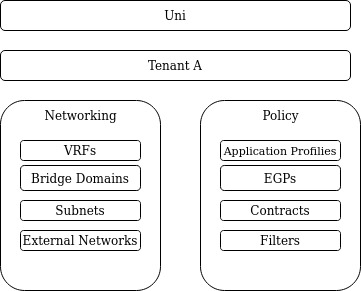 Uni
Tenant A
Networking
VRFs
Bridge Domains
Subnets
External Networks
Policy
Application Profilies
EGPs
Contracts
Filters